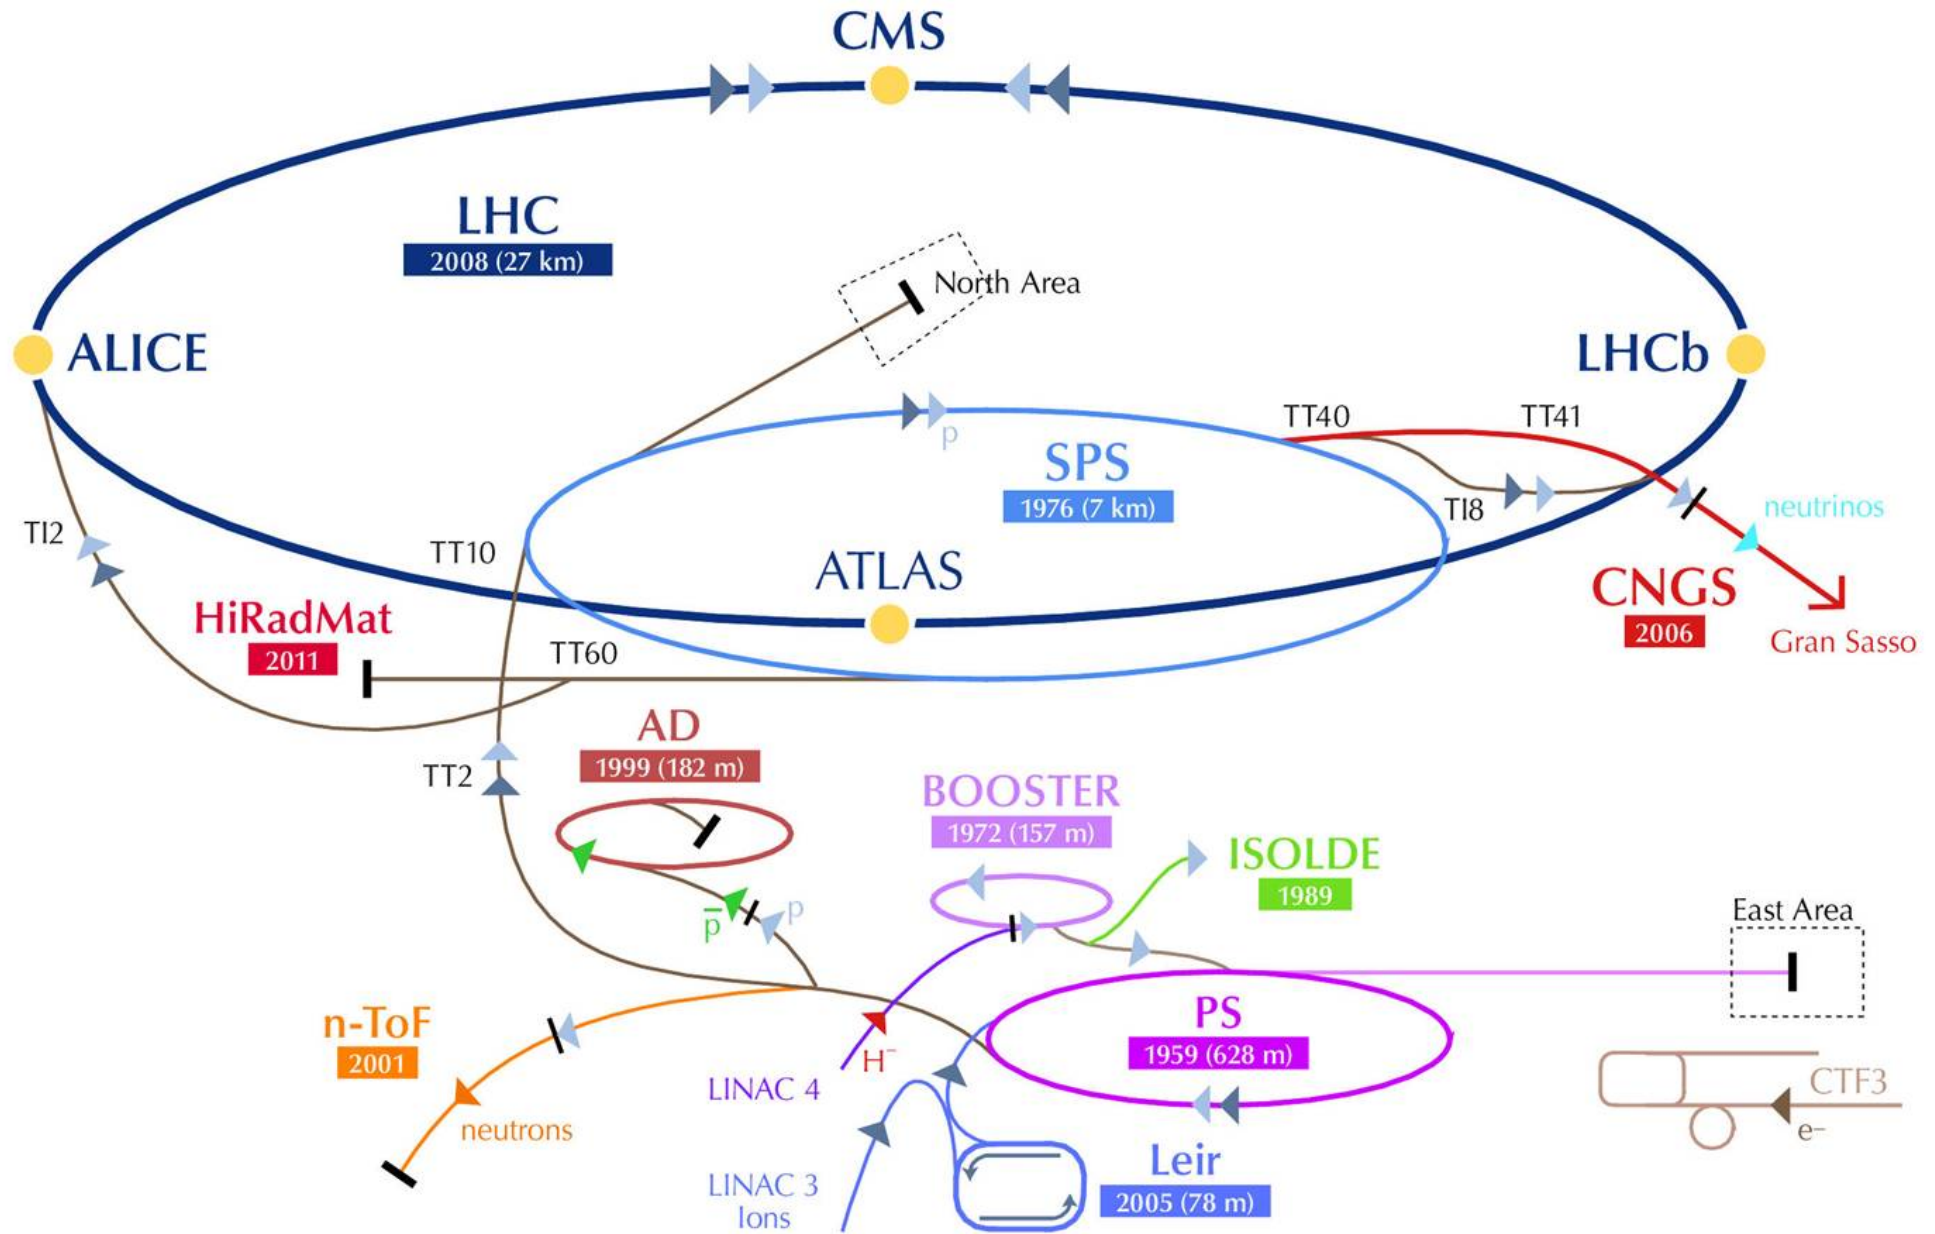 CMS
LHC
2008 (27 km)
North Area
ALICE
LHCb
TT40
TT41
p
SPS
1976 (7 km)
TI8
neutrinos
TI2
TT10
ATLAS
CNGS
2006
Gran Sasso
HiRadMat
2011
TT60
AD
1999 (182 m)
TT2
BOOSTER
1972 (157 m)
ISOLDE
1989
p̅
p
East Area
n-ToF
2001
neutrons
PS
1959 (628 m)
H⁻
LINAC 4
CTF3
e⁻
LINAC 3
Ions
Leir
2005 (78 m)